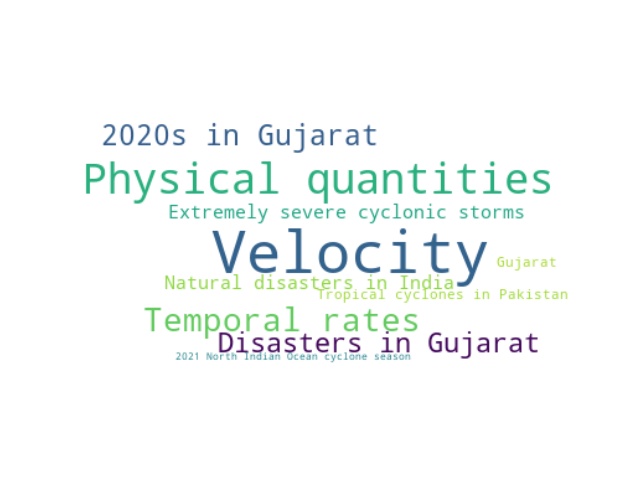 2020s in Gujarat
Physical quantities
Extremely severe cyclonic storms
Velocity
Gujarat
Natural disasters in India
Tropical cyclones in Pakistan
Temporal rates
Disasters in Gujarat
2021 North Indian Ocean cyclone season